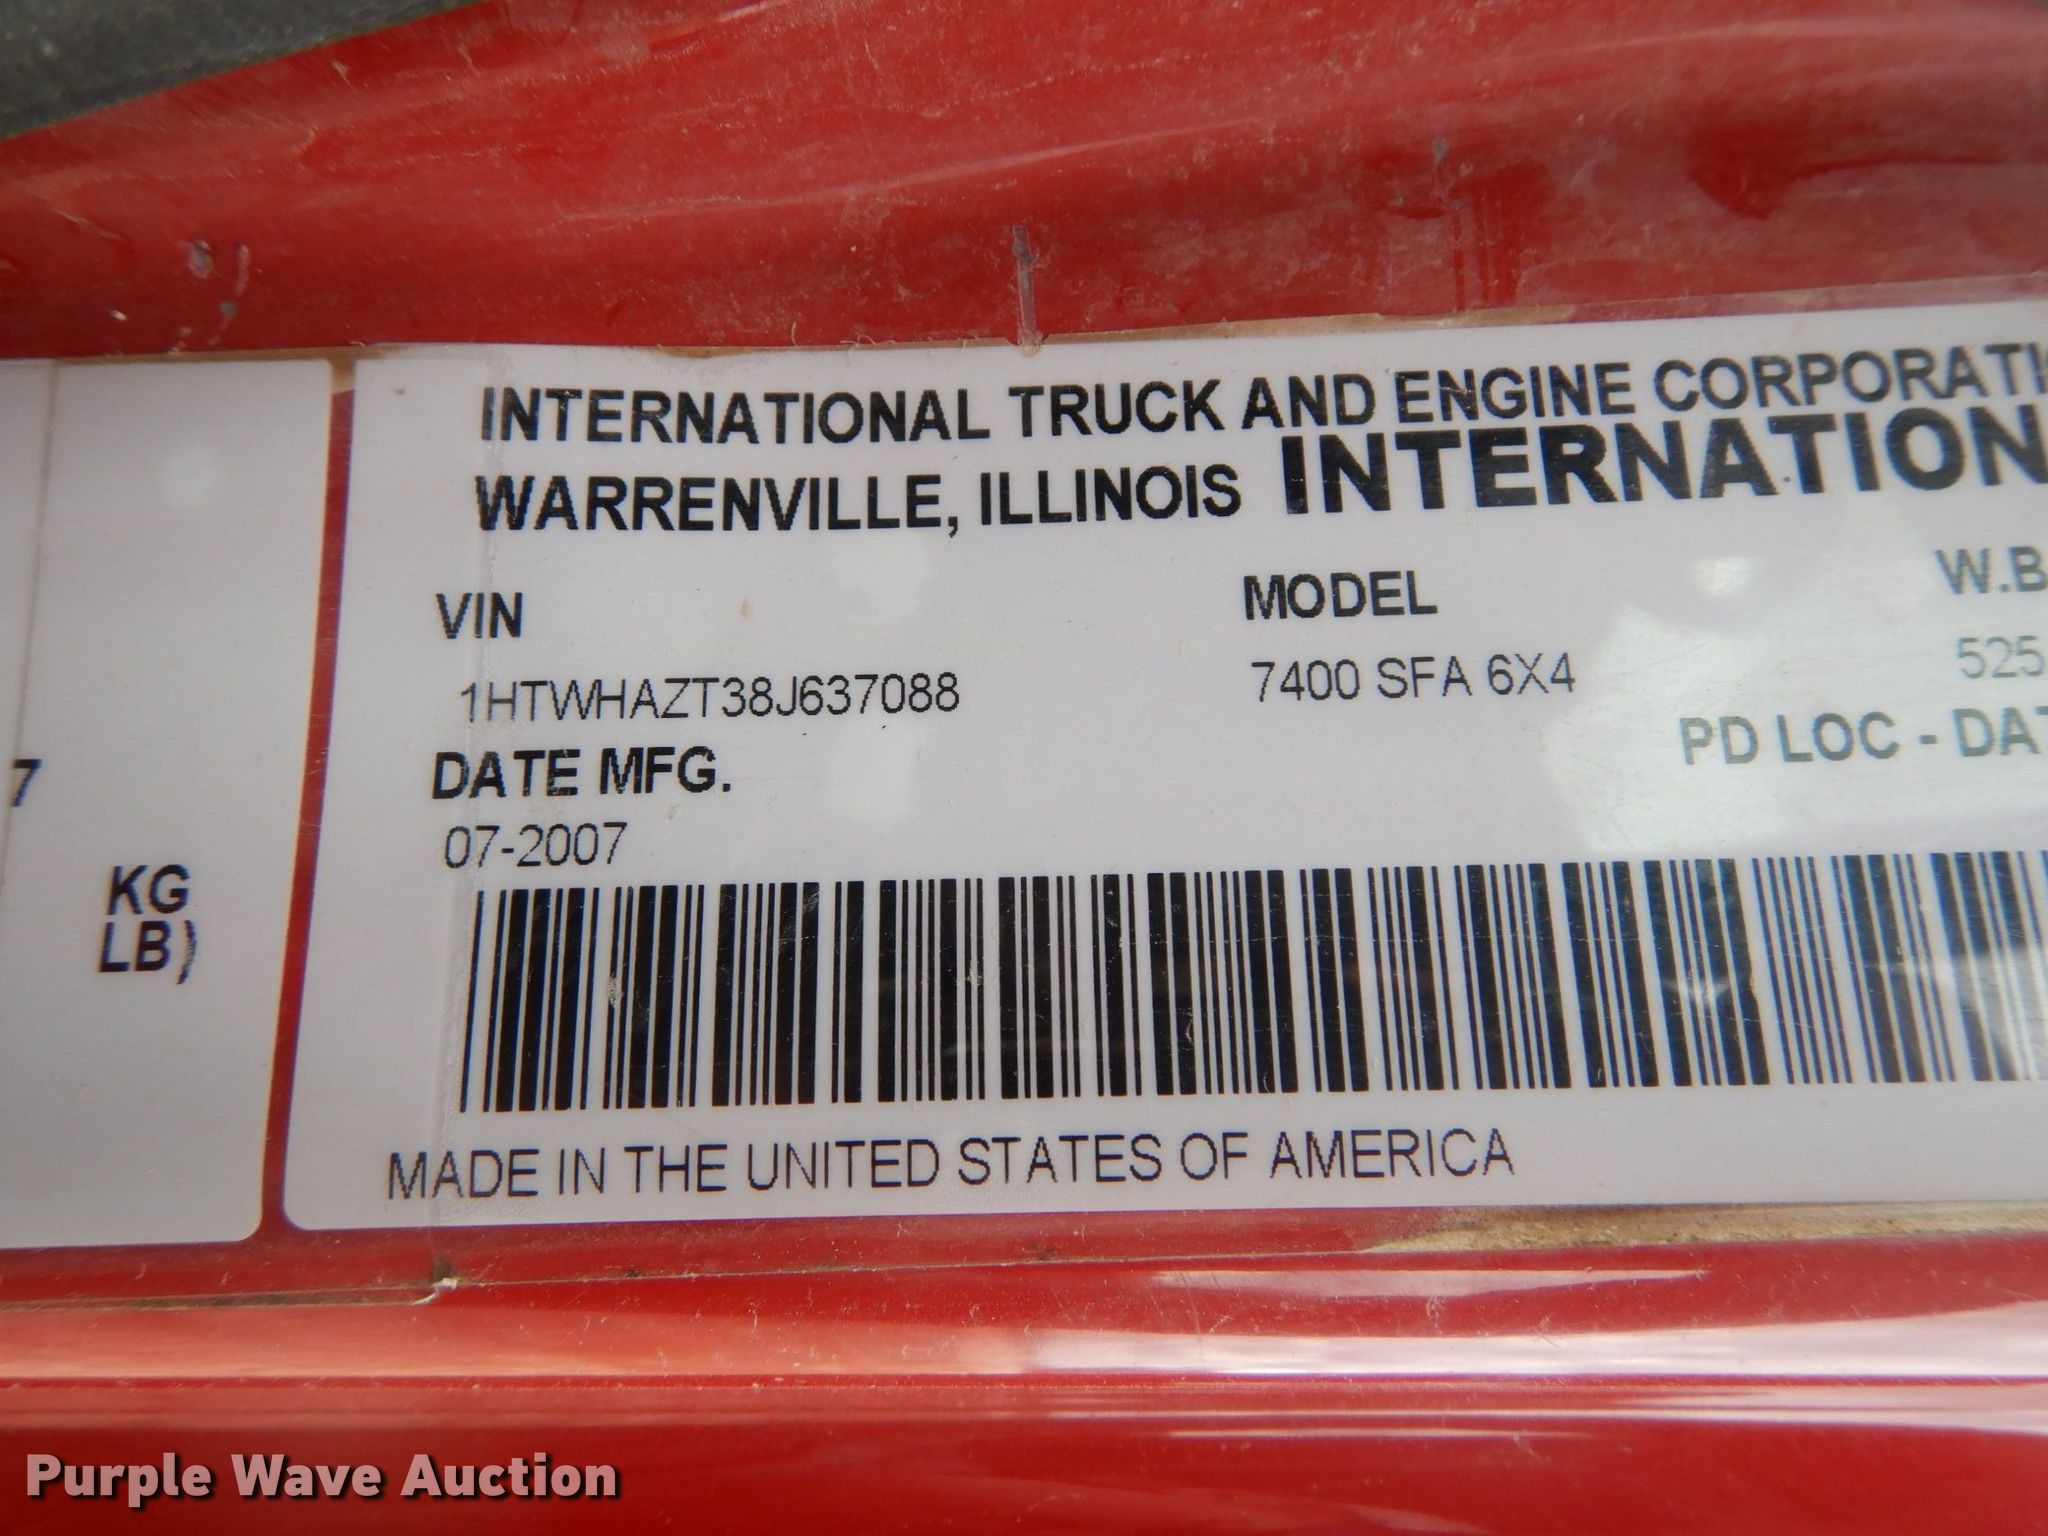 INTERNATIONAL TRUCK AND ENGINE CORPORATI
WARRENVILLE, ILLINOIS INTERNATION
VIN MODEL W.B
1HTWHAZT38J637088 7400 SFA 6X4 525
DATE MFG. PD LOC - DAT
07-2007
MADE IN THE UNITED STATES OF AMERICA
7
KG
LB)
Purple Wave Auction